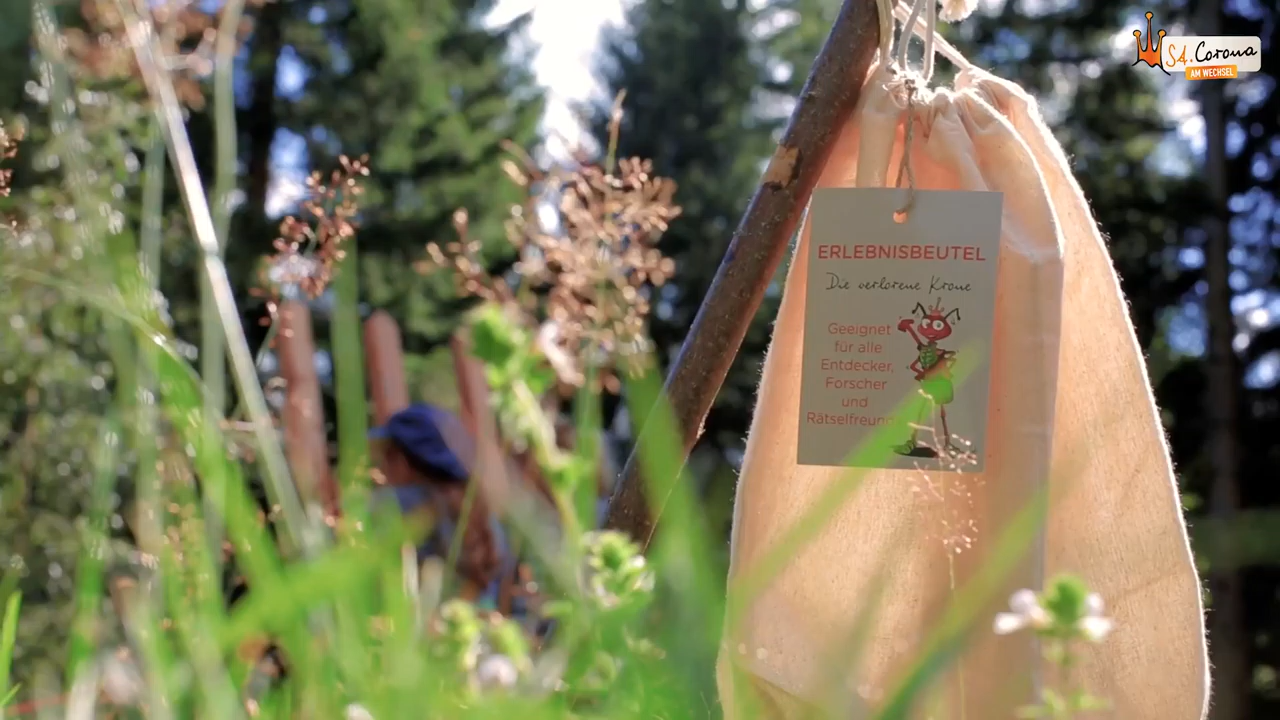 St. Corona
AM WECHSEL
ERLEBNISBEUTEL
Die verlorene Krone
Geeignet
für alle
Entdecker,
Forscher
und